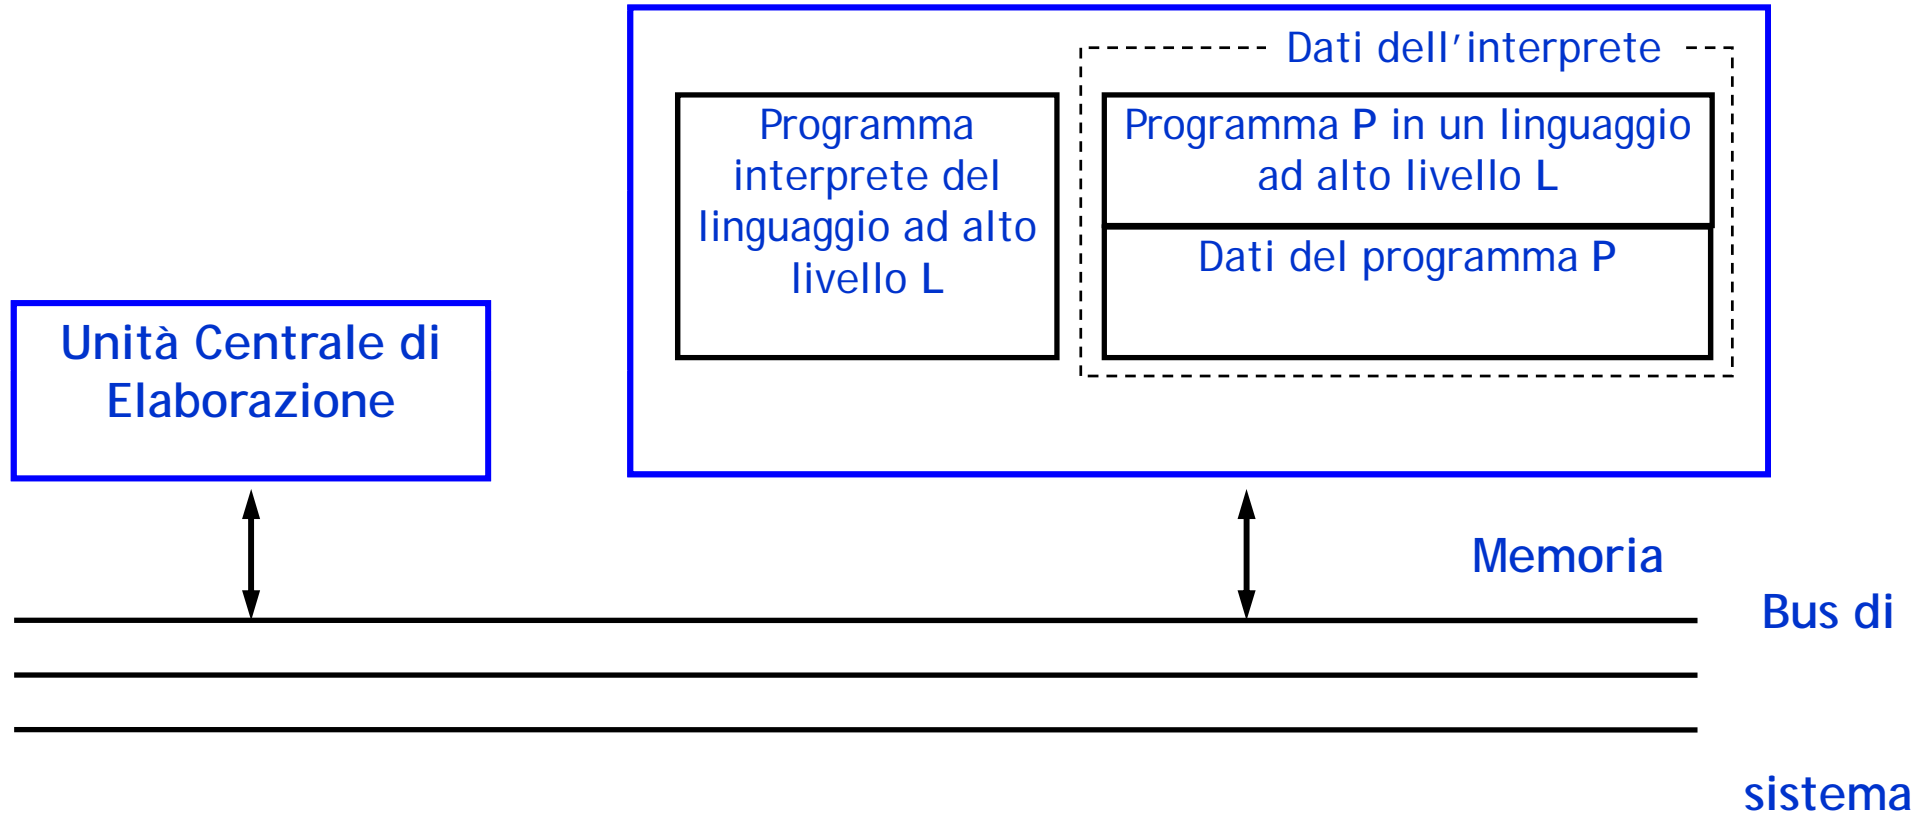 Dati dell'interprete
Programma
interprete del
linguaggio ad alto
livello L
Programma P in un linguaggio
ad alto livello L
Dati del programma P
Unità Centrale di
Elaborazione
Memoria
Bus di
sistema